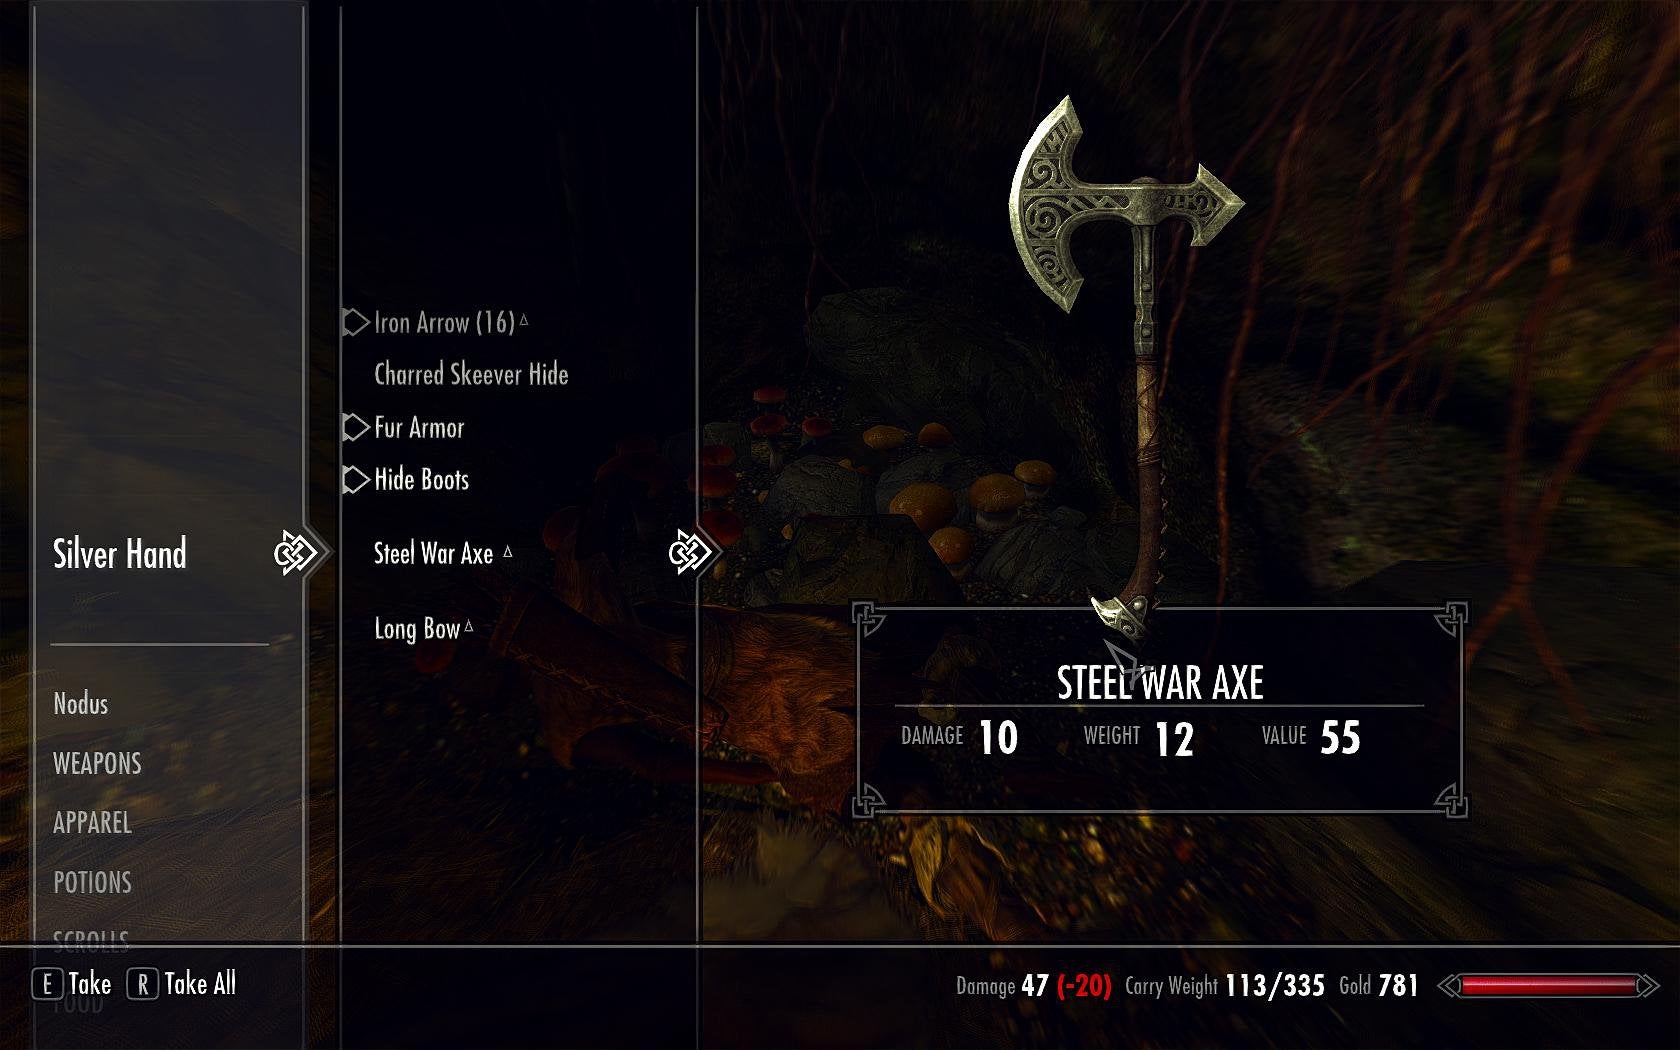 Iron Arrow (16)
Charred Skeever Hide
Fur Armor
Hide Boots
Silver Hand
Steel War Axe
Long Bow
Nodus
WEAPONS
APPAREL
POTIONS
SCROLLS
FOOD
STEEL WAR AXE
DAMAGE 10 WEIGHT 12 VALUE 55
E Take R Take All
Damage 47 (-20) Carry Weight 113/335 Gold 781